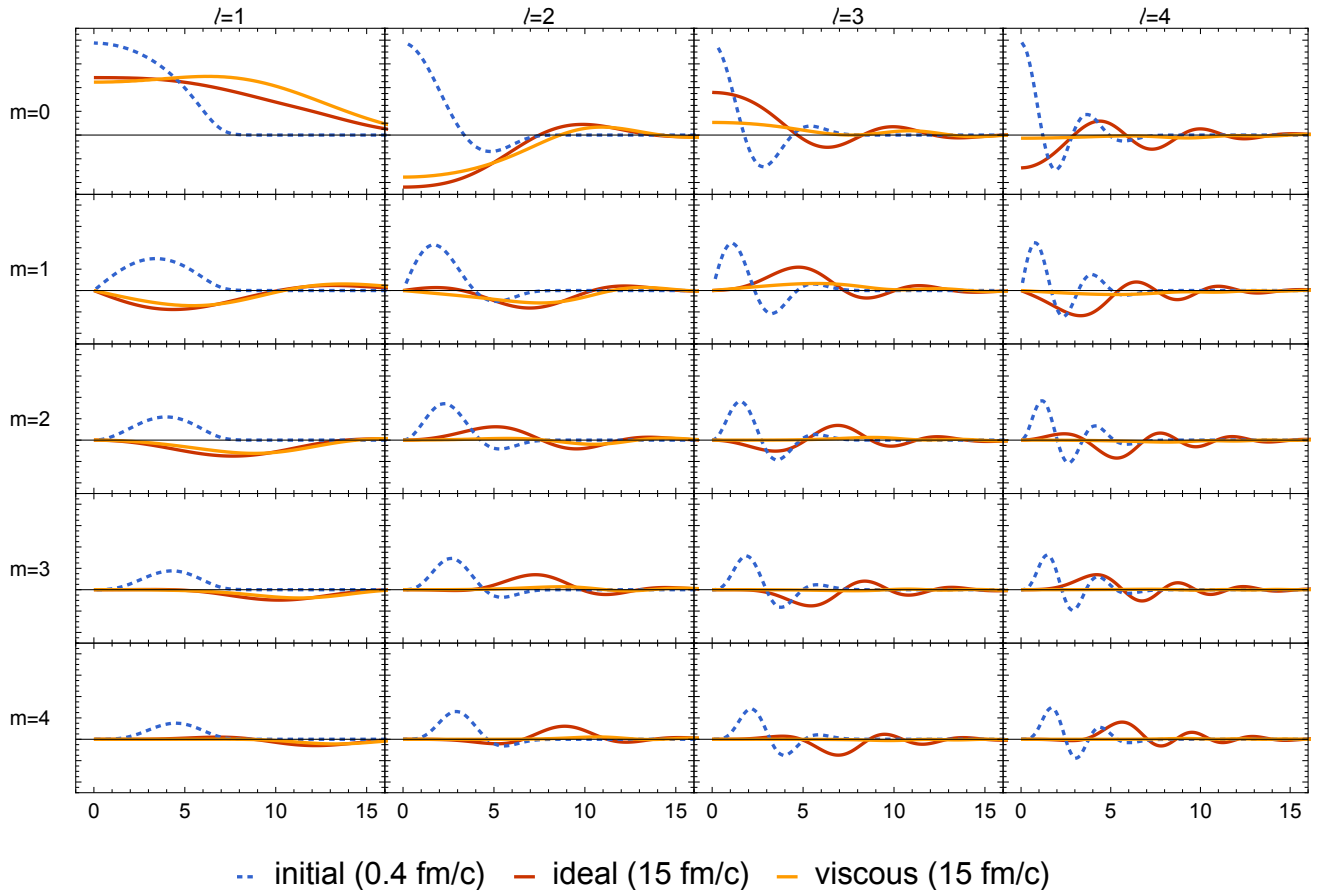 ℓ=1 ℓ=2 ℓ=3 ℓ=4
m=0
m=1
m=2
m=3
m=4
0 5 10 15 0 5 10 15 0 5 10 15 0 5 10 15
initial (0.4 fm/c) ideal (15 fm/c) viscous (15 fm/c)